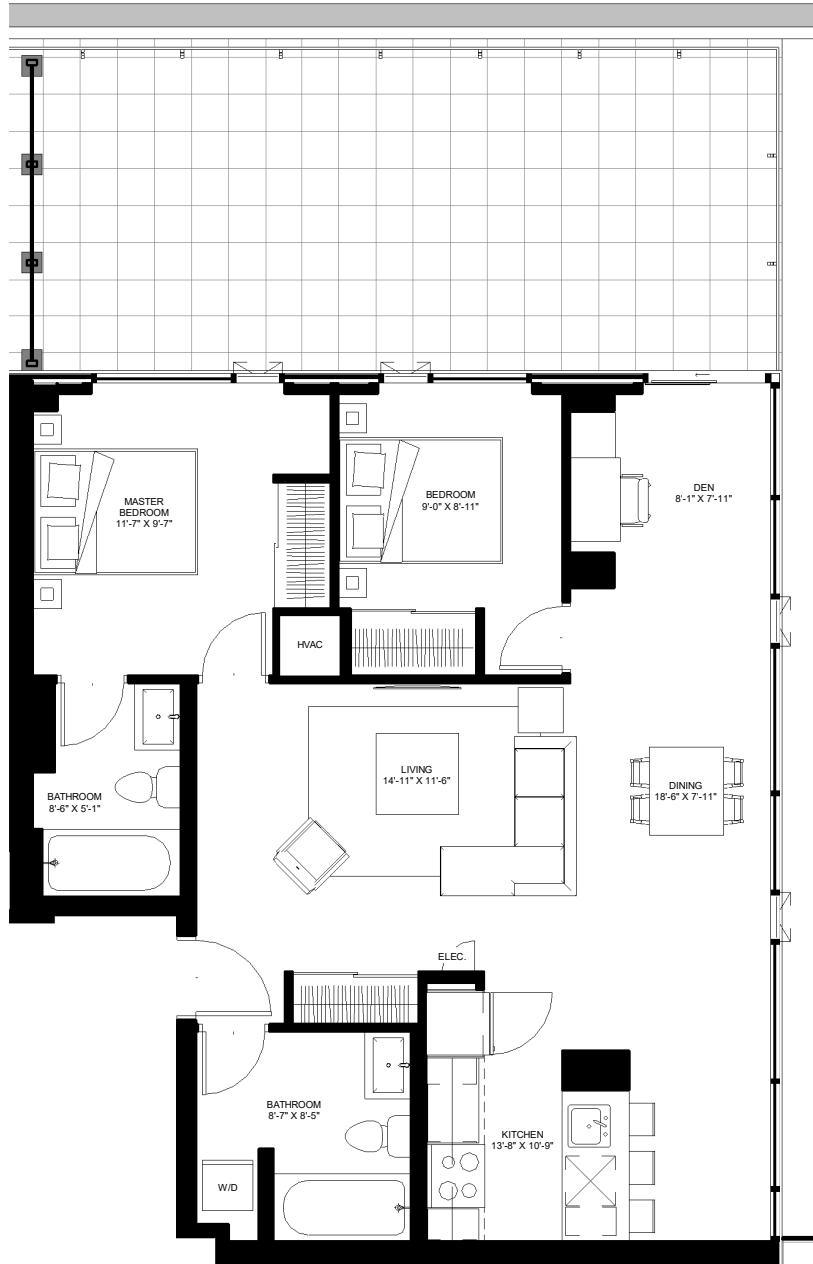 MASTER
BEDROOM
11'-7" X 9'-7"
BEDROOM
9'-0" X 8'-11"
DEN
8'-1" X 7'-11"
HVAC
LIVING
14'-11" X 11'-6"
DINING
18'-6" X 7'-11"
BATHROOM
8'-6" X 5'-1"
ELEC.
BATHROOM
8'-7" X 8'-5"
KITCHEN
13'-8" X 10'-9"
W/D